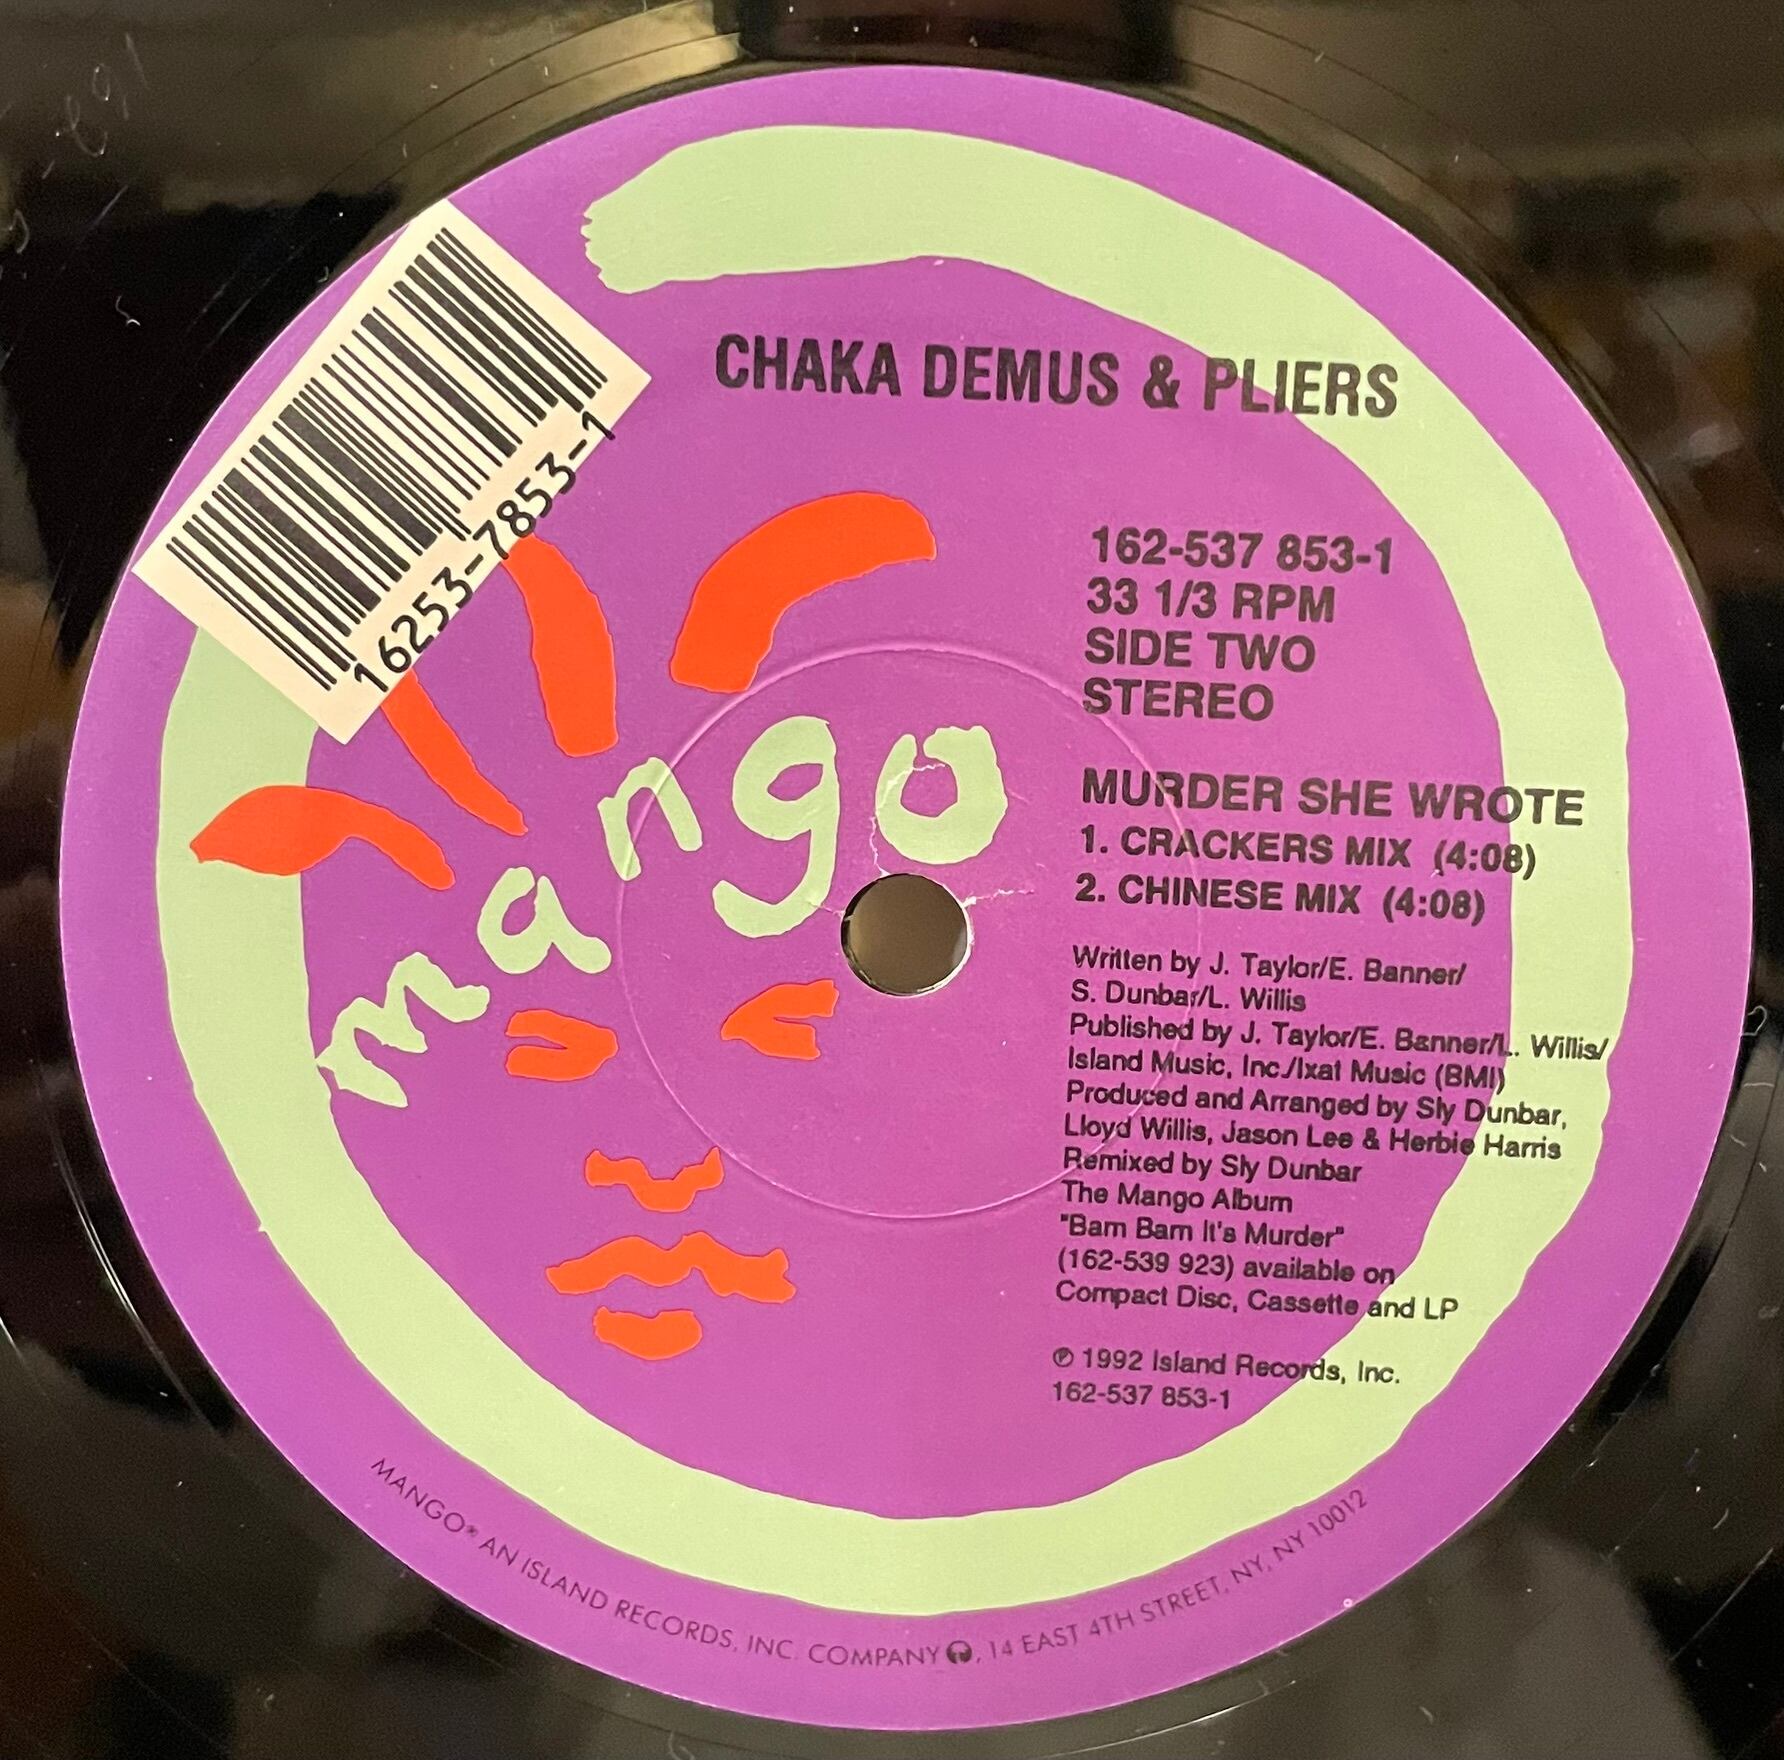 CHAKA DEMUS & PLIERS
16253-7853-1
162-537 853-1
33 1/3 RPM
SIDE TWO
STEREO
mango
MURDER SHE WROTE
1. CRACKERS MIX (4:08)
2. CHINESE MIX (4:08)
Written by J. Taylor/E. Banner/
S. Dunbar/L. Willis
Published by J. Taylor/E. Banner/L. Willis/
Island Music, Inc./Ixat Music (BMI)
Produced and Arranged by Sly Dunbar,
Lloyd Willis, Jason Lee & Herbie Harris
Remixed by Sly Dunbar
The Mango Album
"Bam Bam It's Murder"
(162-539 923) available on
Compact Disc, Cassette and LP
℗ 1992 Island Records, Inc.
162-537 853-1
MANGO® AN ISLAND RECORDS, INC. COMPANY, 14 EAST 4TH STREET, NY, NY 10012